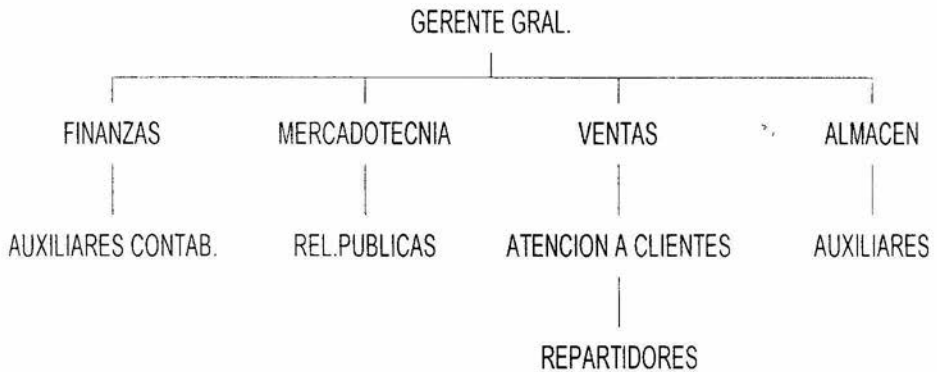 GERENTE GRAL.
FINANZAS MERCADOTECNIA VENTAS ALMACEN
AUXILIARES CONTAB. REL.PUBLICAS ATENCION A CLIENTES AUXILIARES
REPARTIDORES